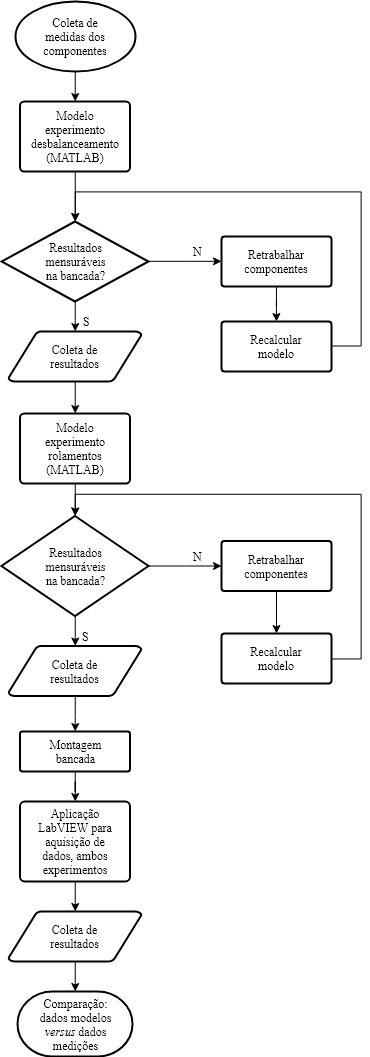 Coleta de
medidas dos
componentes
Modelo
experimento
desbalanceamento
(MATLAB)
Resultados
mensuráveis
na bancada?
N
Retrabalhar
componentes
Recalcular
modelo
S
Coleta de
resultados
Modelo
experimento
rolamentos
(MATLAB)
Resultados
mensuráveis
na bancada?
N
Retrabalhar
componentes
Recalcular
modelo
S
Coleta de
resultados
Montagem
bancada
Aplicação
LabVIEW para
aquisição de
dados, ambos
experimentos
Coleta de
resultados
Comparação:
dados modelos
versus dados
medições